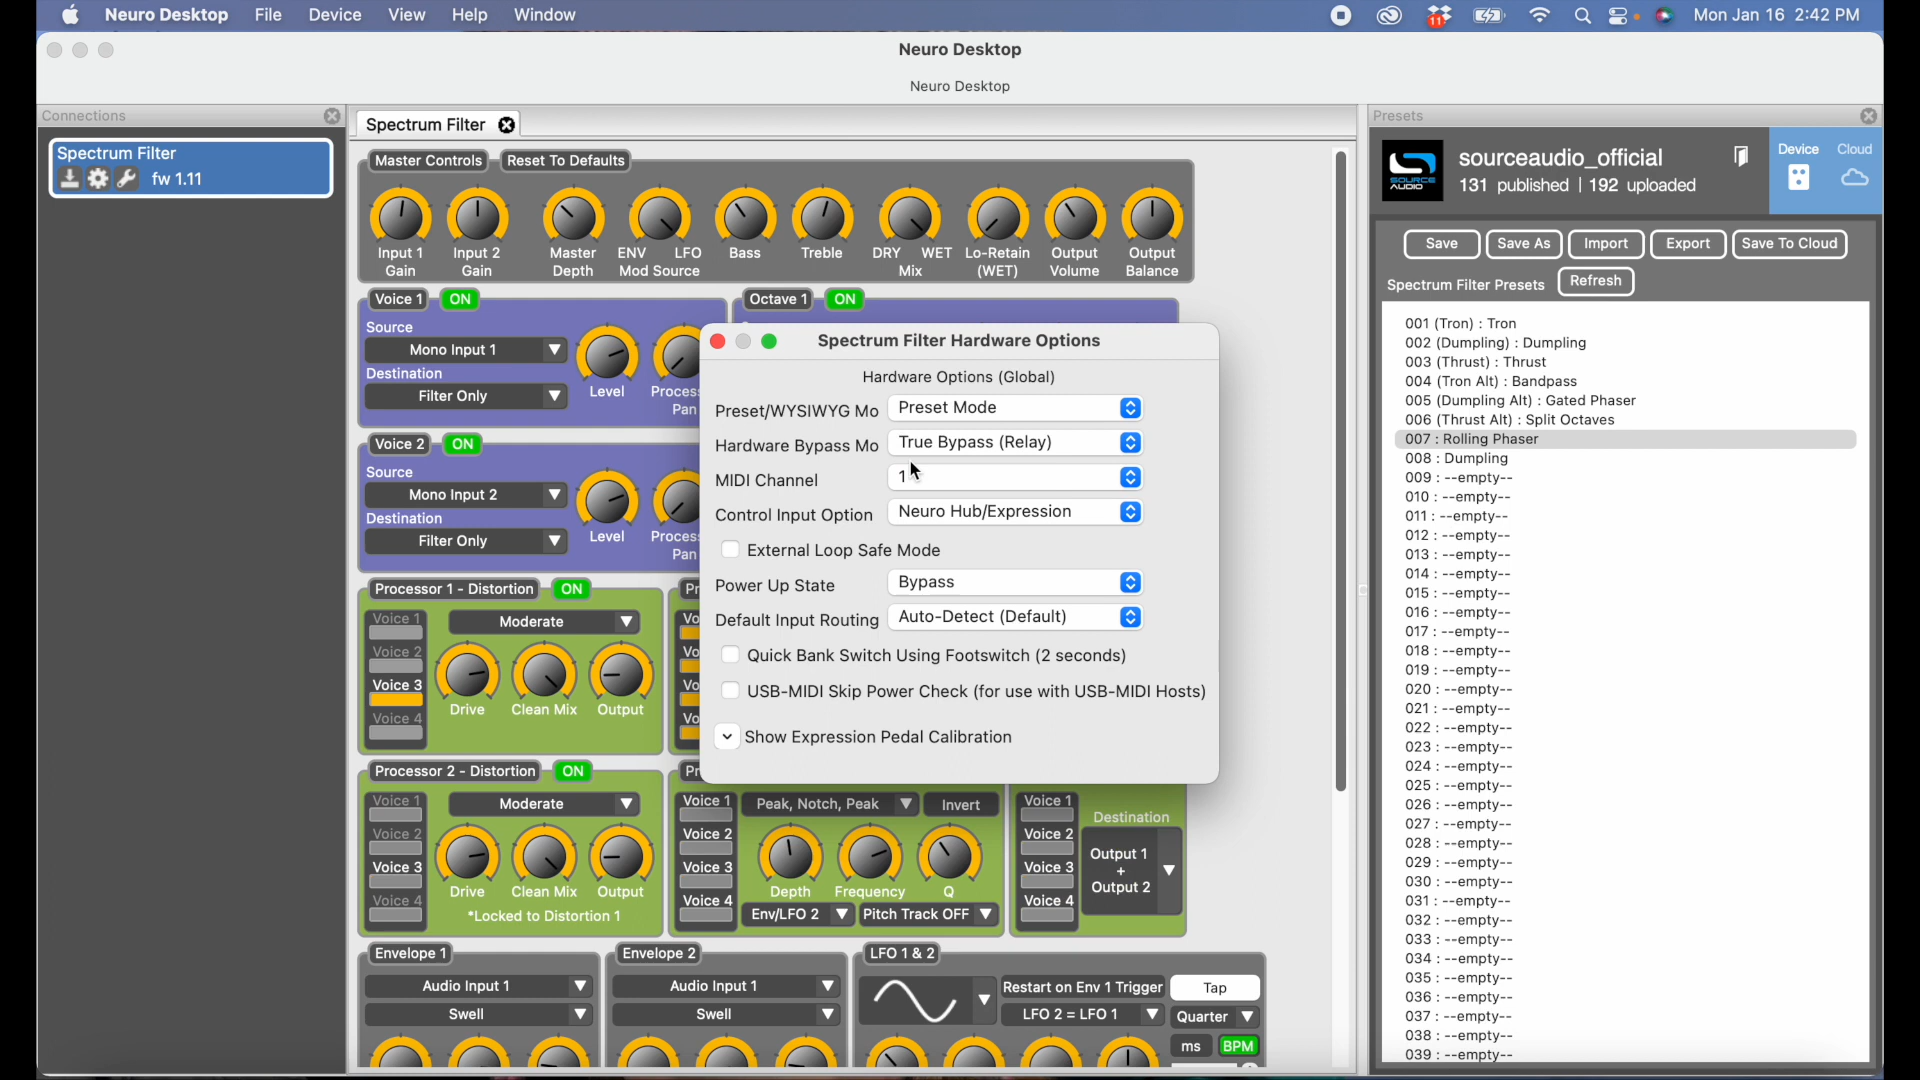 Neuro Desktop File Device View Help Window
11
Mon Jan 16 2:42 PM
Neuro Desktop
Neuro Desktop
Connections
Spectrum Filter
fw 1.11
Spectrum Filter
Master Controls
Reset To Defaults
Input 1 Gain
Input 2 Gain
Master Depth
ENV LFO
Mod Source
Bass
Treble
DRY WET
Mix
Lo-Retain (WET)
Output Volume
Output Balance
Voice 1 ON
Source
Mono Input 1
Destination
Filter Only
Level
Proces
Pan
Octave 1 ON
Voice 2 ON
Source
Mono Input 2
Destination
Filter Only
Level
Proces
Pan
Processor 1 - Distortion ON
Voice 1
Voice 2
Voice 3
Voice 4
Moderate
Drive
Clean Mix
Output
Pr
Vo
Vo
Vo
Vo
Processor 2 - Distortion ON
Voice 1
Voice 2
Voice 3
Voice 4
Moderate
Drive
Clean Mix
Output
*Locked to Distortion 1
Pr
Voice 1
Voice 2
Voice 3
Voice 4
Peak, Notch, Peak
Invert
Depth
Frequency
Q
Env/LFO 2
Pitch Track OFF
Voice 1
Voice 2
Voice 3
Voice 4
Destination
Output 1
+
Output 2
Envelope 1
Audio Input 1
Swell
Envelope 2
Audio Input 1
Swell
LFO 1 & 2
Restart on Env 1 Trigger
Tap
LFO 2 = LFO 1
Quarter
ms
BPM
Spectrum Filter Hardware Options
Hardware Options (Global)
Preset/WYSIWYG Mo Preset Mode
Hardware Bypass Mo True Bypass (Relay)
MIDI Channel 1
Control Input Option Neuro Hub/Expression
External Loop Safe Mode
Power Up State Bypass
Default Input Routing Auto-Detect (Default)
Quick Bank Switch Using Footswitch (2 seconds)
USB-MIDI Skip Power Check (for use with USB-MIDI Hosts)
Show Expression Pedal Calibration
Presets
SOURCE
AUDIO
sourceaudio_official
131 published | 192 uploaded
Device
Cloud
Save
Save As
Import
Export
Save To Cloud
Spectrum Filter Presets
Refresh
001 (Tron) : Tron
002 (Dumpling) : Dumpling
003 (Thrust) : Thrust
004 (Tron Alt) : Bandpass
005 (Dumpling Alt) : Gated Phaser
006 (Thrust Alt) : Split Octaves
007 : Rolling Phaser
008 : Dumpling
009 : --empty--
010 : --empty--
011 : --empty--
012 : --empty--
013 : --empty--
014 : --empty--
015 : --empty--
016 : --empty--
017 : --empty--
018 : --empty--
019 : --empty--
020 : --empty--
021 : --empty--
022 : --empty--
023 : --empty--
024 : --empty--
025 : --empty--
026 : --empty--
027 : --empty--
028 : --empty--
029 : --empty--
030 : --empty--
031 : --empty--
032 : --empty--
033 : --empty--
034 : --empty--
035 : --empty--
036 : --empty--
037 : --empty--
038 : --empty--
039 : --empty--